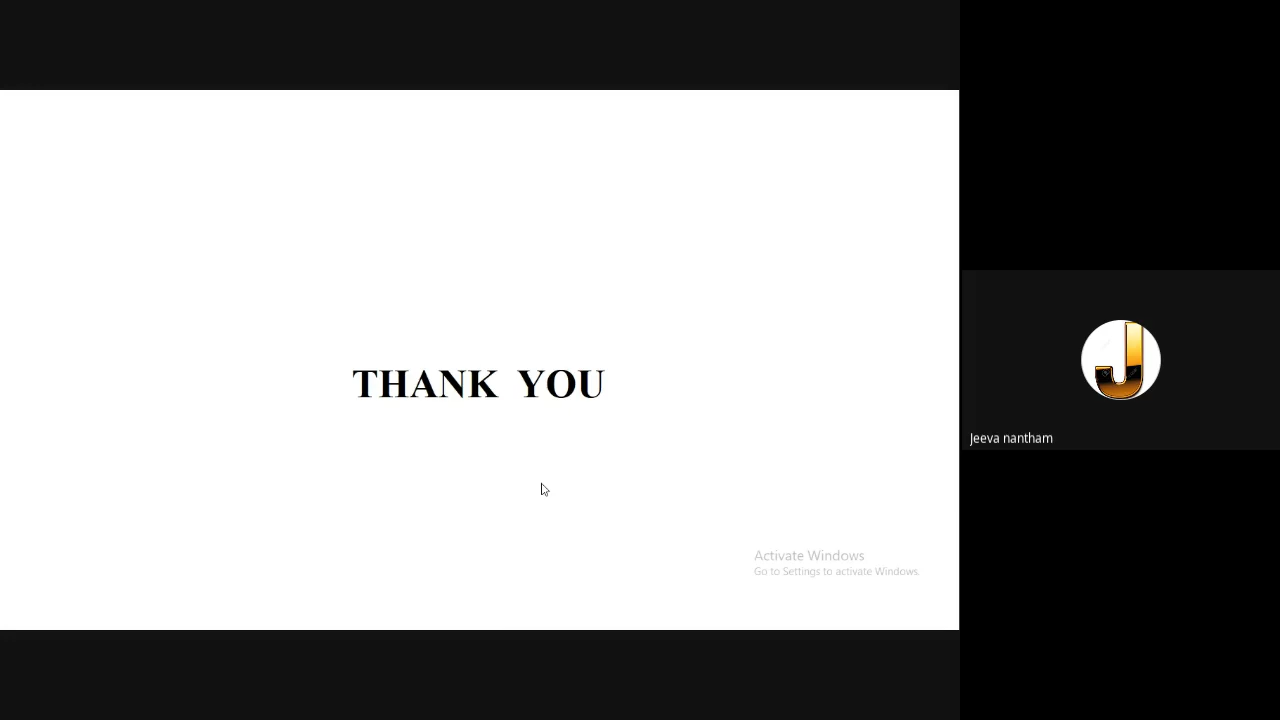 THANK YOU
Activate Windows
Go to Settings to activate Windows.
J
Jeeva nantham